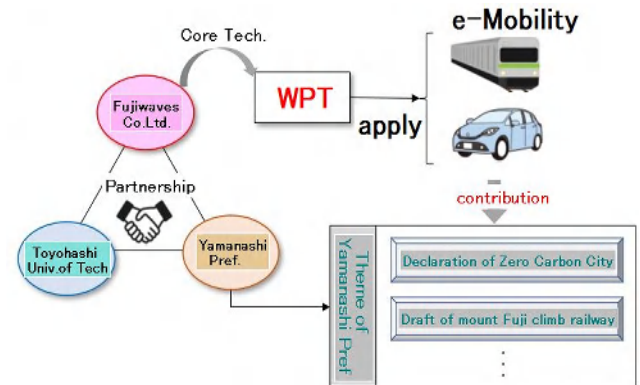 Core Tech.
e-Mobility
Fujiwaves
Co.Ltd.
WPT
apply
Partnership
contribution
Toyohashi
Univ.of Tech
Yamanashi
Pref.
Theme of
Yamanashi Pref
Declaration of Zero Carbon City
Draft of mount Fuji climb railway